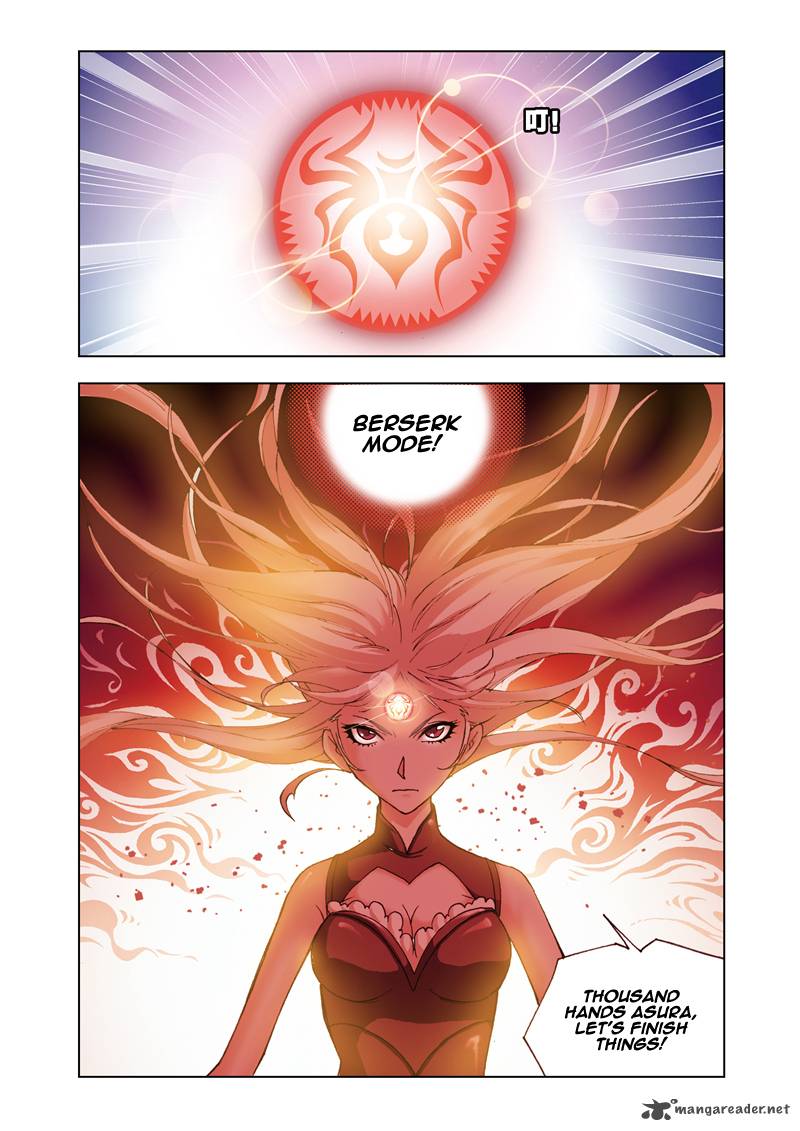 叮!
BERSERK
MODE!
THOUSAND
HANDS ASURA,
LET'S FINISH
THINGS!
mangareader.net